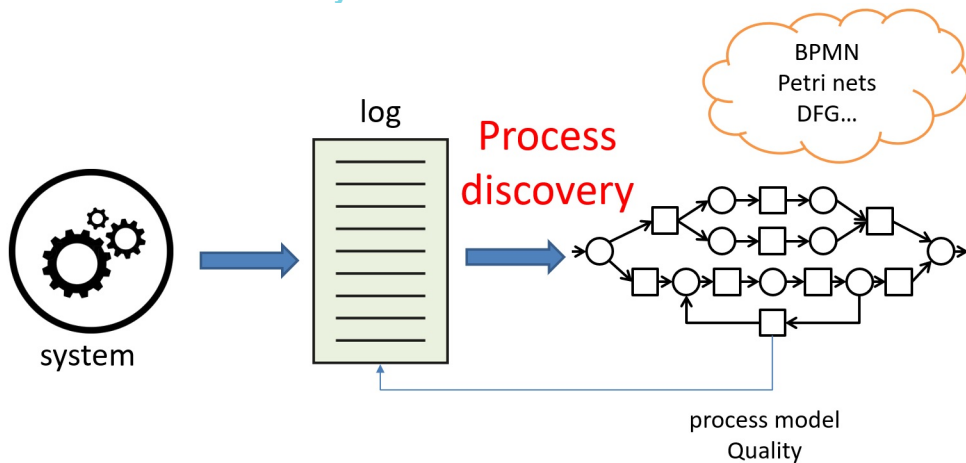 BPMN
Petri nets
DFG...
log
Process
discovery
system
process model
Quality